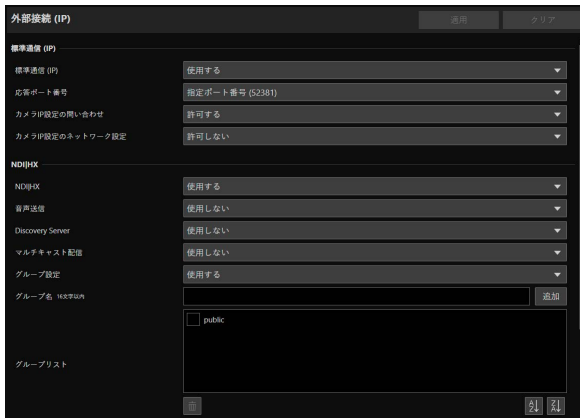 外部接続 (IP)
適用 クリア
標準通信 (IP)
標準通信 (IP) 使用する
応答ポート番号 指定ポート番号 (52381)
カメラIP設定の問い合わせ 許可する
カメラIP設定のネットワーク設定 許可しない
NDI|HX
NDI|HX 使用する
音声送信 使用しない
Discovery Server 使用しない
マルチキャスト配信 使用しない
グループ設定 使用する
グループ名 16文字以内 追加
public
グループリスト
A Z↓ Z A↓